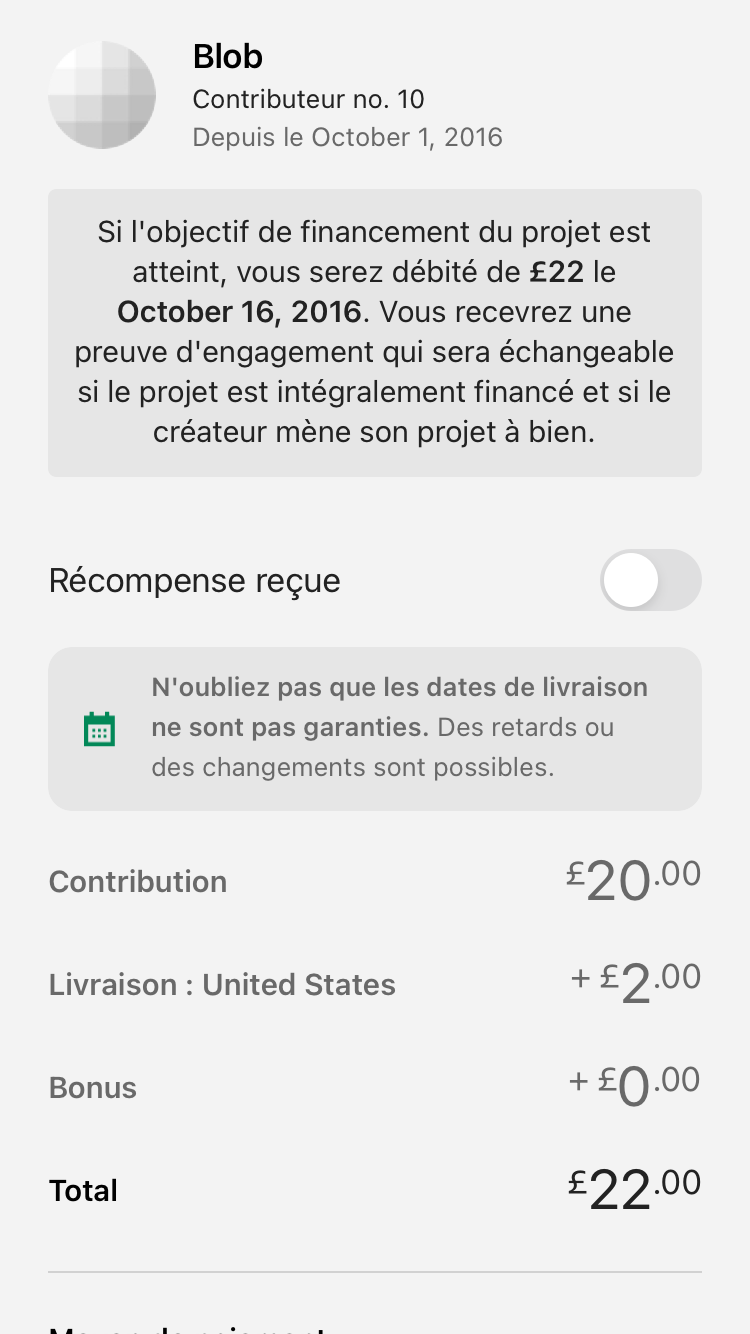 Blob
Contributeur no. 10
Depuis le October 1, 2016
Si l'objectif de financement du projet est
atteint, vous serez débité de £22 le
October 16, 2016. Vous recevrez une
preuve d'engagement qui sera échangeable
si le projet est intégralement financé et si le
créateur mène son projet à bien.
Récompense reçue
N'oubliez pas que les dates de livraison
ne sont pas garanties. Des retards ou
des changements sont possibles.
Contribution £20.00
Livraison : United States + £2.00
Bonus + £0.00
Total £22.00